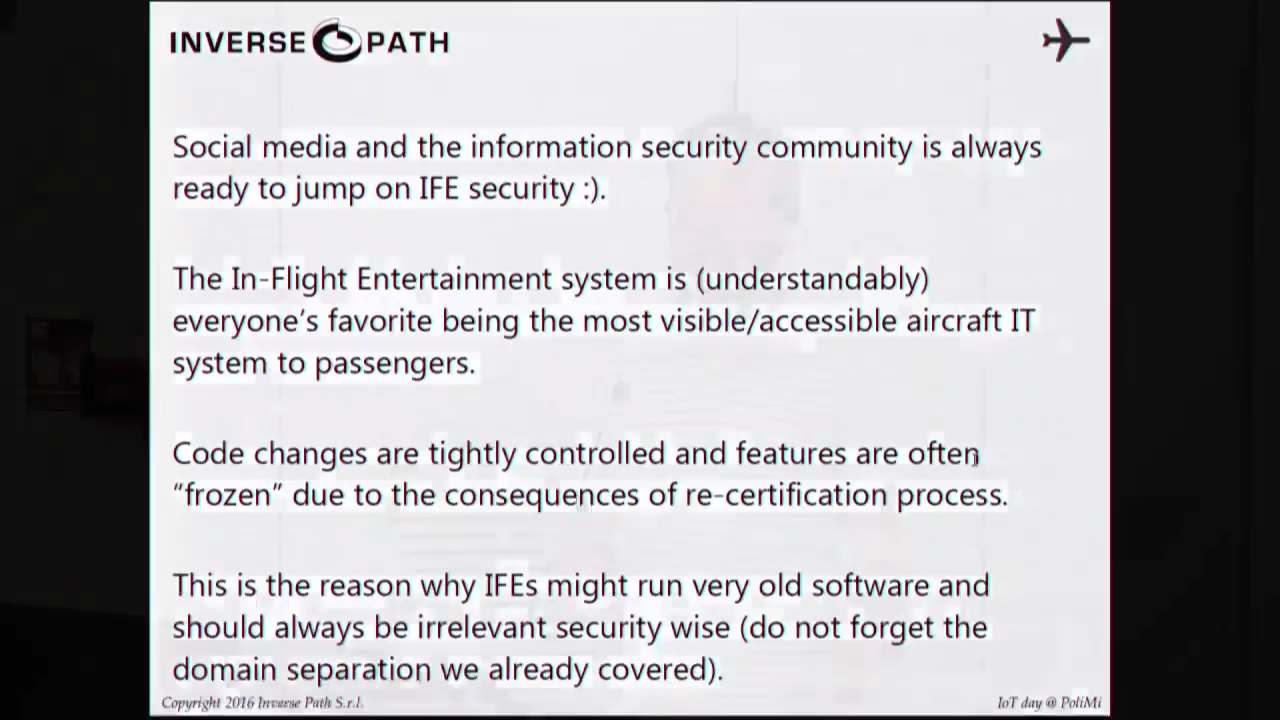 INVERSE PATH
Social media and the information security community is always
ready to jump on IFE security :).
The In-Flight Entertainment system is (understandably)
everyone's favorite being the most visible/accessible aircraft IT
system to passengers.
Code changes are tightly controlled and features are often
“frozen” due to the consequences of re-certification process.
This is the reason why IFEs might run very old software and
should always be irrelevant security wise (do not forget the
domain separation we already covered).
Copyright 2016 Inverse Path S.r.l.
IoT day @ PoliMi